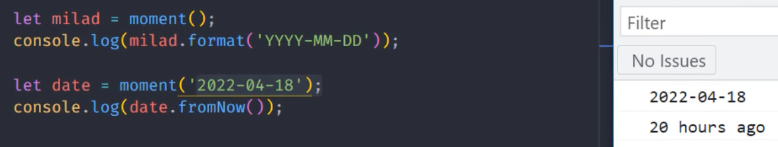 let milad = moment();
console.log(milad.format('YYYY-MM-DD'));
let date = moment('2022-04-18');
console.log(date.fromNow());
Filter
No Issues
2022-04-18
20 hours ago